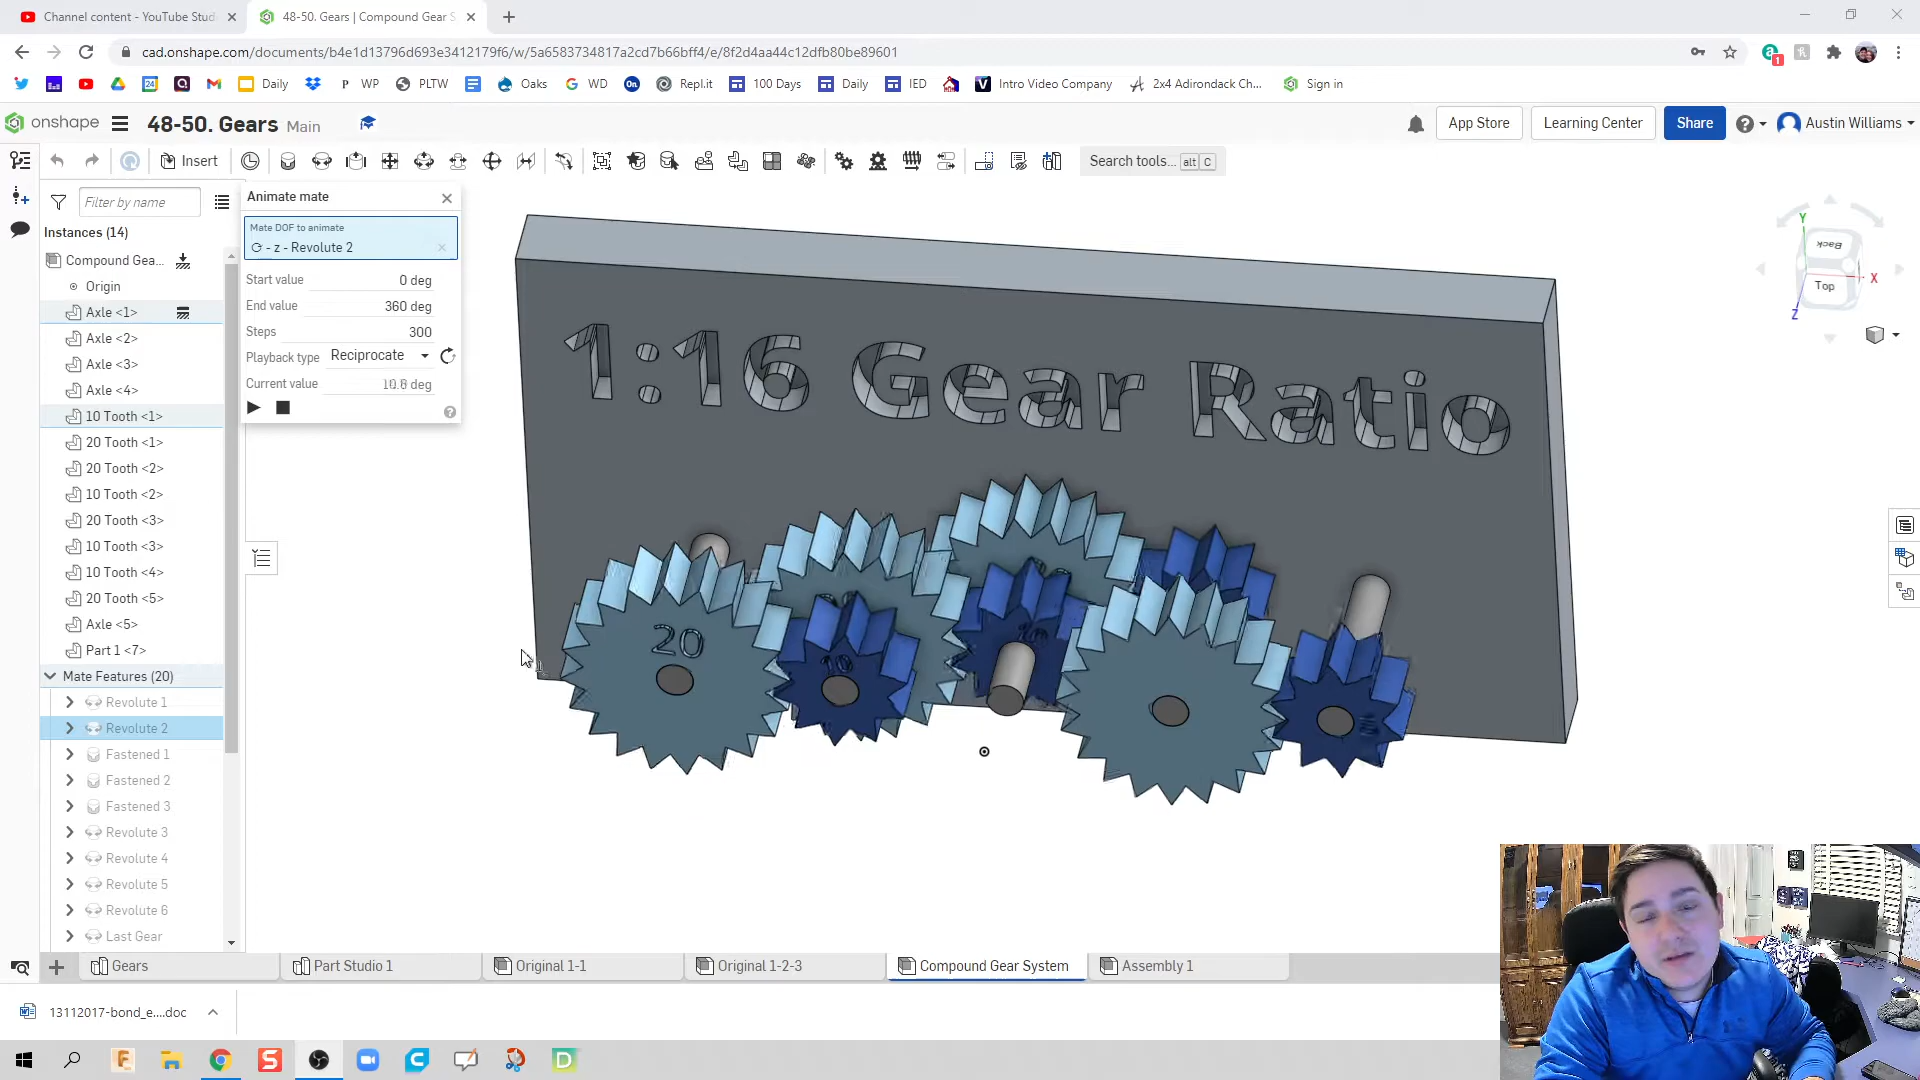 Channel content - YouTube Stud
48-50. Gears | Compound Gear S
cad.onshape.com/documents/b4e1d13796d693e3412179f6/w/5a6583734817a2cd7b66bff4/e/8f2d4aa44c12dfb80be89601
Daily
WP
PLTW
Oaks
WD
Repl.it
100 Days
Daily
IED
Intro Video Company
2x4 Adirondack Ch...
Sign in
onshape
48-50. Gears Main
App Store
Learning Center
Share
Austin Williams
Insert
Search tools... alt C
Filter by name
Animate mate
Mate DOF to animate
- z - Revolute 2
Start value 0 deg
End value 360 deg
Steps 300
Playback type Reciprocate
Current value 10.8 deg
Instances (14)
Compound Gea...
Origin
Axle <1>
Axle <2>
Axle <3>
Axle <4>
10 Tooth <1>
20 Tooth <1>
20 Tooth <2>
10 Tooth <2>
20 Tooth <3>
10 Tooth <3>
10 Tooth <4>
20 Tooth <5>
Axle <5>
Part 1 <7>
Mate Features (20)
Revolute 1
Revolute 2
Fastened 1
Fastened 2
Fastened 3
Revolute 3
Revolute 4
Revolute 5
Revolute 6
Last Gear
1:16 Gear Ratio
20
10
Y
X
Z
Back
Top
Gears
Part Studio 1
Original 1-1
Original 1-2-3
Compound Gear System
Assembly 1
13112017-bond_e....doc